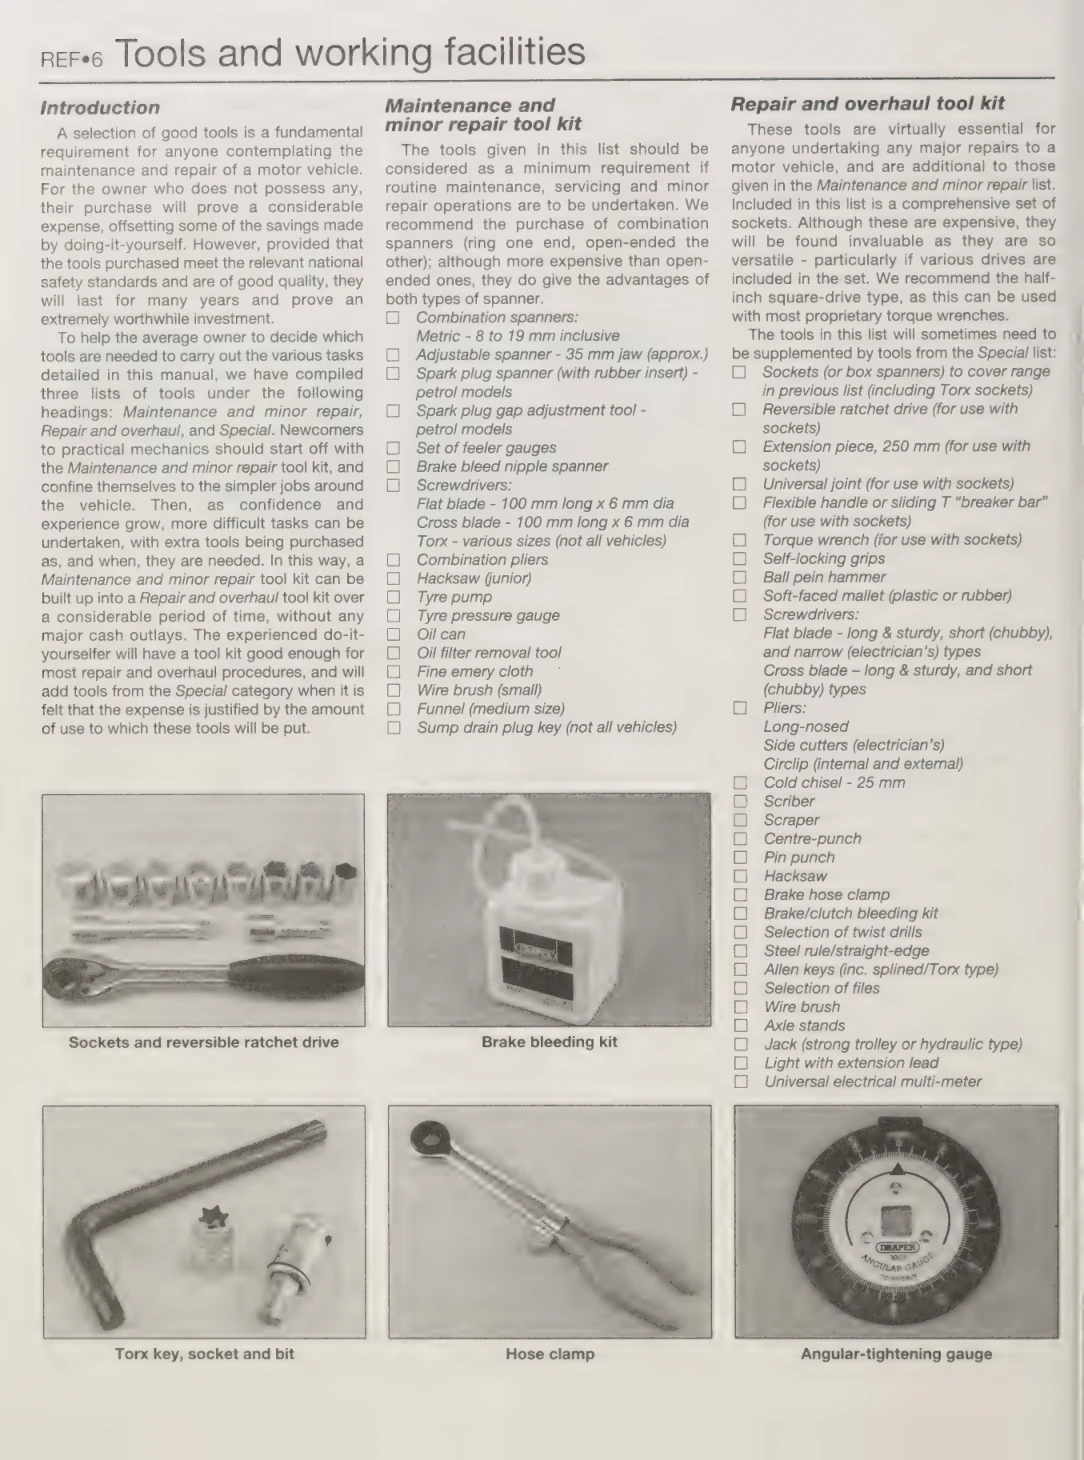 REF•6 Tools and working facilities
Introduction
A selection of good tools is a fundamental
requirement for anyone contemplating the
maintenance and repair of a motor vehicle.
For the owner who does not possess any,
their purchase will prove a considerable
expense, offsetting some of the savings made
by doing-it-yourself. However, provided that
the tools purchased meet the relevant national
safety standards and are of good quality, they
will last for many years and prove an
extremely worthwhile investment.
To help the average owner to decide which
tools are needed to carry out the various tasks
detailed in this manual, we have compiled
three lists of tools under the following
headings: Maintenance and minor repair,
Repair and overhaul, and Special. Newcomers
to practical mechanics should start off with
the Maintenance and minor repair tool kit, and
confine themselves to the simpler jobs around
the vehicle. Then, as confidence and
experience grow, more difficult tasks can be
undertaken, with extra tools being purchased
as, and when, they are needed. In this way, a
Maintenance and minor repair tool kit can be
built up into a Repair and overhaul tool kit over
a considerable period of time, without any
major cash outlays. The experienced do-it-
yourselfer will have a tool kit good enough for
most repair and overhaul procedures, and will
add tools from the Special category when it is
felt that the expense is justified by the amount
of use to which these tools will be put.
Maintenance and
minor repair tool kit
The tools given in this list should be
considered as a minimum requirement if
routine maintenance, servicing and minor
repair operations are to be undertaken. We
recommend the purchase of combination
spanners (ring one end, open-ended the
other); although more expensive than open-
ended ones, they do give the advantages of
both types of spanner.
☐ Combination spanners:
Metric - 8 to 19 mm inclusive
☐ Adjustable spanner - 35 mm jaw (approx.)
☐ Spark plug spanner (with rubber insert) -
petrol models
☐ Spark plug gap adjustment tool -
petrol models
☐ Set of feeler gauges
☐ Brake bleed nipple spanner
☐ Screwdrivers:
Flat blade - 100 mm long x 6 mm dia
Cross blade - 100 mm long x 6 mm dia
Torx - various sizes (not all vehicles)
☐ Combination pliers
☐ Hacksaw (junior)
☐ Tyre pump
☐ Tyre pressure gauge
☐ Oil can
☐ Oil filter removal tool
☐ Fine emery cloth
☐ Wire brush (small)
☐ Funnel (medium size)
☐ Sump drain plug key (not all vehicles)
Repair and overhaul tool kit
These tools are virtually essential for
anyone undertaking any major repairs to a
motor vehicle, and are additional to those
given in the Maintenance and minor repair list.
Included in this list is a comprehensive set of
sockets. Although these are expensive, they
will be found invaluable as they are so
versatile - particularly if various drives are
included in the set. We recommend the half-
inch square-drive type, as this can be used
with most proprietary torque wrenches.
The tools in this list will sometimes need to
be supplemented by tools from the Special list:
☐ Sockets (or box spanners) to cover range
in previous list (including Torx sockets)
☐ Reversible ratchet drive (for use with
sockets)
☐ Extension piece, 250 mm (for use with
sockets)
☐ Universal joint (for use with sockets)
☐ Flexible handle or sliding T “breaker bar”
(for use with sockets)
☐ Torque wrench (for use with sockets)
☐ Self-locking grips
☐ Ball pein hammer
☐ Soft-faced mallet (plastic or rubber)
☐ Screwdrivers:
Flat blade - long & sturdy, short (chubby),
and narrow (electrician’s) types
Cross blade – long & sturdy, and short
(chubby) types
☐ Pliers:
Long-nosed
Side cutters (electrician’s)
Circlip (internal and external)
☐ Cold chisel - 25 mm
☐ Scriber
☐ Scraper
☐ Centre-punch
☐ Pin punch
☐ Hacksaw
☐ Brake hose clamp
☐ Brake/clutch bleeding kit
☐ Selection of twist drills
☐ Steel rule/straight-edge
☐ Allen keys (inc. splined/Torx type)
☐ Selection of files
☐ Wire brush
☐ Axle stands
☐ Jack (strong trolley or hydraulic type)
☐ Light with extension lead
☐ Universal electrical multi-meter
Sockets and reversible ratchet drive
Brake bleeding kit
Torx key, socket and bit
Hose clamp
DRAPER
ANGULAR GAUGE
Angular-tightening gauge